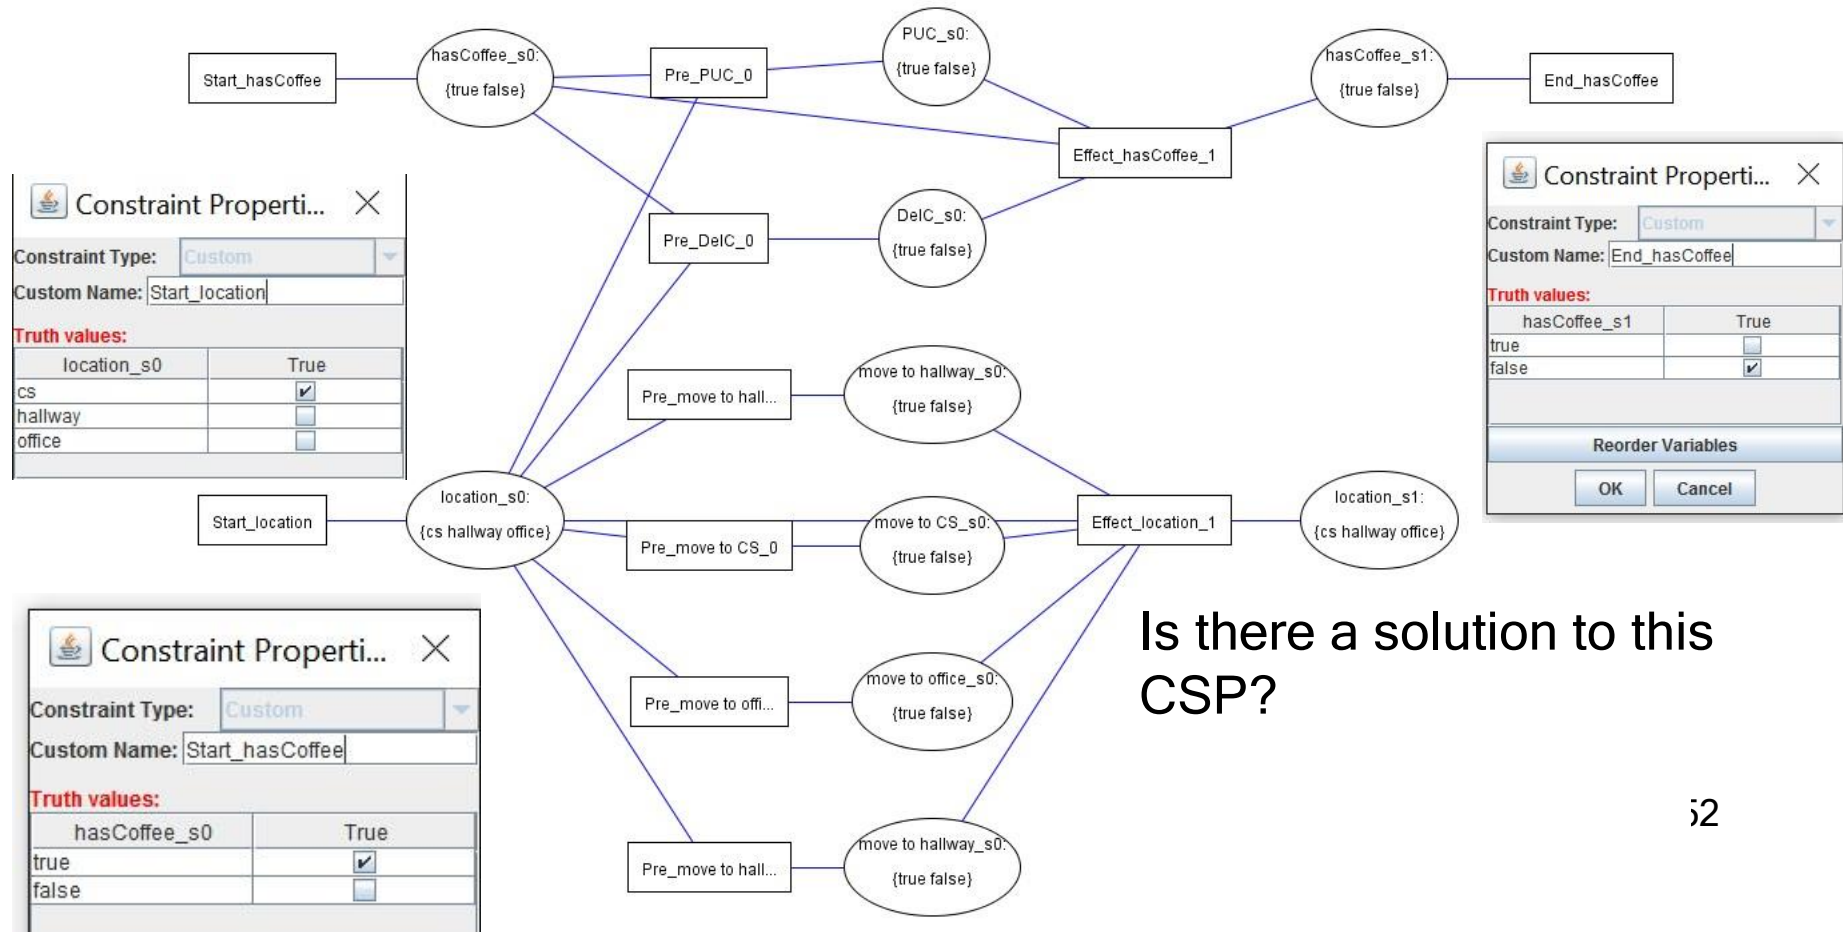 Start_hasCoffee
hasCoffee_s0:
{true false}
Pre_PUC_0
PUC_s0:
{true false}
hasCoffee_s1:
{true false}
End_hasCoffee
Effect_hasCoffee_1
Pre_DelC_0
DelC_s0:
{true false}
Constraint Properti...
Constraint Type: Custom
Custom Name: Start_location
Truth values:
location_s0 True
cs
hallway
office
Constraint Properti...
Constraint Type: Custom
Custom Name: End_hasCoffee
Truth values:
hasCoffee_s1 True
true
false
Reorder Variables
OK Cancel
Pre_move to hall...
move to hallway_s0:
{true false}
Start_location
location_s0:
{cs hallway office}
Pre_move to CS_0
move to CS_s0:
{true false}
Effect_location_1
location_s1:
{cs hallway office}
Pre_move to offi...
move to office_s0:
{true false}
Pre_move to hall...
move to hallway_s0:
{true false}
Is there a solution to this
CSP?
Constraint Properti...
Constraint Type: Custom
Custom Name: Start_hasCoffee
Truth values:
hasCoffee_s0 True
true
false